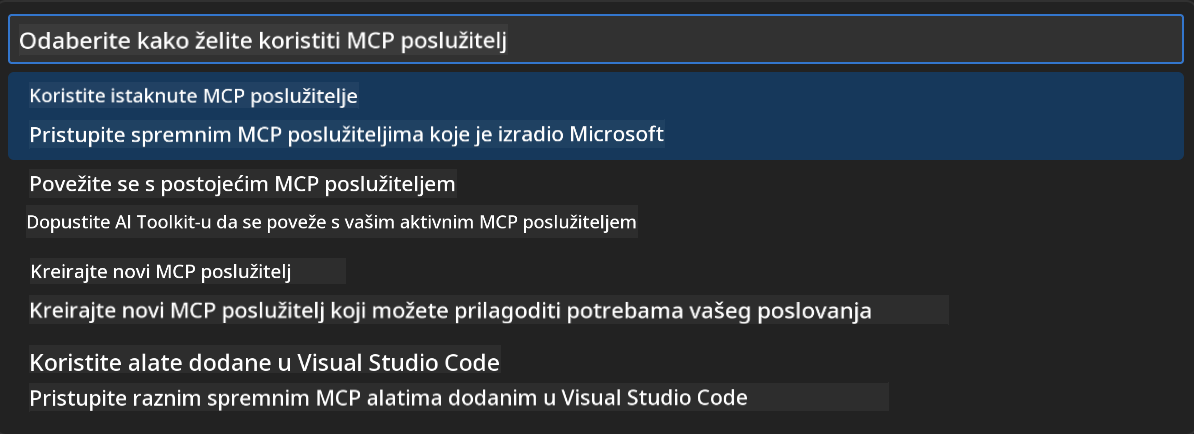 Odaberite kako želite koristiti MCP poslužitelj
Koristite istaknute MCP poslužitelje
Pristupite spremnim MCP poslužiteljima koje je izradio Microsoft
Povežite se s postojećim MCP poslužiteljem
Dopustite AI Toolkit-u da se poveže s vašim aktivnim MCP poslužiteljem
Kreirajte novi MCP poslužitelj
Kreirajte novi MCP poslužitelj koji možete prilagoditi potrebama vašeg poslovanja
Koristite alate dodane u Visual Studio Code
Pristupite raznim spremnim MCP alatima dodanim u Visual Studio Code